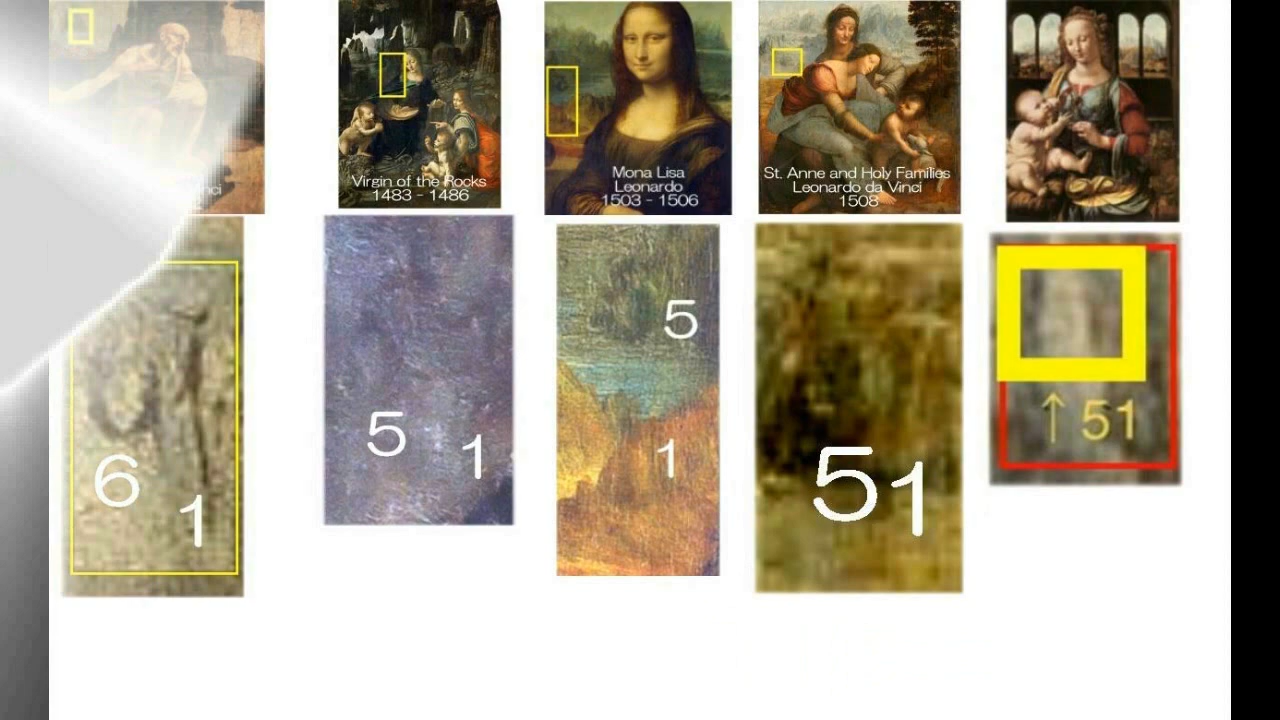 nci
Virgin of the Rocks
1483 - 1486
Mona Lisa
Leonardo
1503 - 1506
St. Anne and Holy Families
Leonardo da Vinci
1508
6
1
5
1
5
1
51
↑ 51